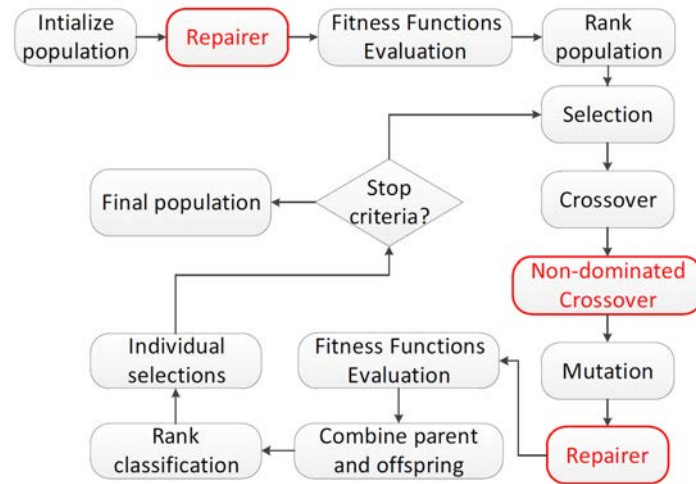 Intialize
population
Repairer
Fitness Functions
Evaluation
Rank
population
Selection
Crossover
Non-dominated
Crossover
Mutation
Repairer
Fitness Functions
Evaluation
Combine parent
and offspring
Rank
classification
Individual
selections
Stop
criteria?
Final population